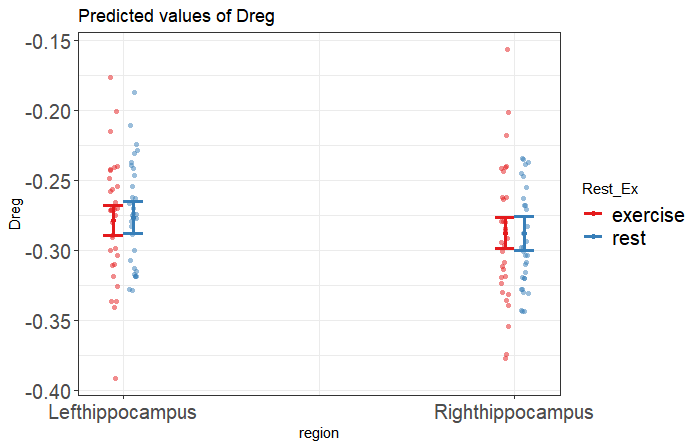 Predicted values of Dreg
-0.15
-0.20
-0.25
-0.30
-0.35
-0.40
Dreg
Lefthippocampus
Righthippocampus
region
Rest_Ex
exercise
rest